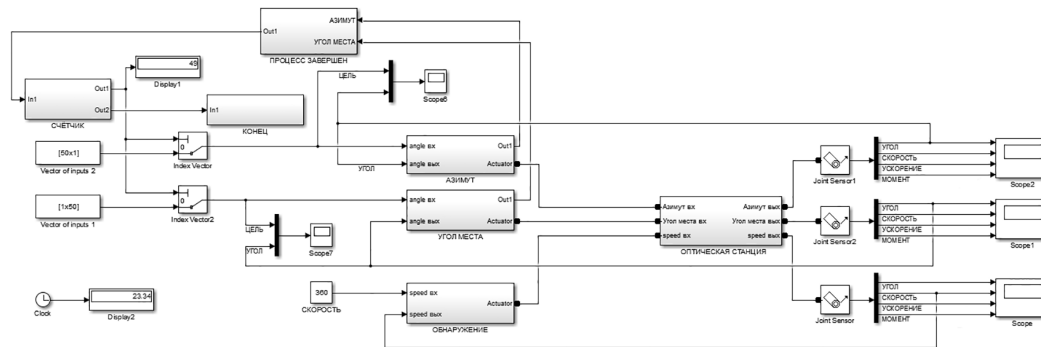 АЗИМУТ
Out1
УГОЛ МЕСТА
ПРОЦЕСС ЗАВЕРШЕН
49
Display1
ЦЕЛЬ
Scope6
In1
Out1
Out2
СЧЁТЧИК
In1
КОНЕЦ
0
Index Vector
[50x1]
Vector of inputs 2
УГОЛ
angle вх
Out1
angle вых
Actuator
АЗИМУТ
УГОЛ
СКОРОСТЬ
УСКОРЕНИЕ
МОМЕНТ
Joint Sensor1
Scope2
0
Index Vector2
[1x50]
Vector of inputs 1
angle вх
Out1
angle вых
Actuator
УГОЛ МЕСТА
ЦЕЛЬ
УГОЛ
Scope7
Азимут вх
Азимут вых
Угол места вх
Угол места вых
speed вх
speed вых
ОПТИЧЕСКАЯ СТАНЦИЯ
УГОЛ
СКОРОСТЬ
УСКОРЕНИЕ
МОМЕНТ
Joint Sensor2
Scope1
Clock
23.34
Display2
360
СКОРОСТЬ
speed вх
Actuator
speed вых
ОБНАРУЖЕНИЕ
Joint Sensor
УГОЛ
СКОРОСТЬ
УСКОРЕНИЕ
МОМЕНТ
Scope